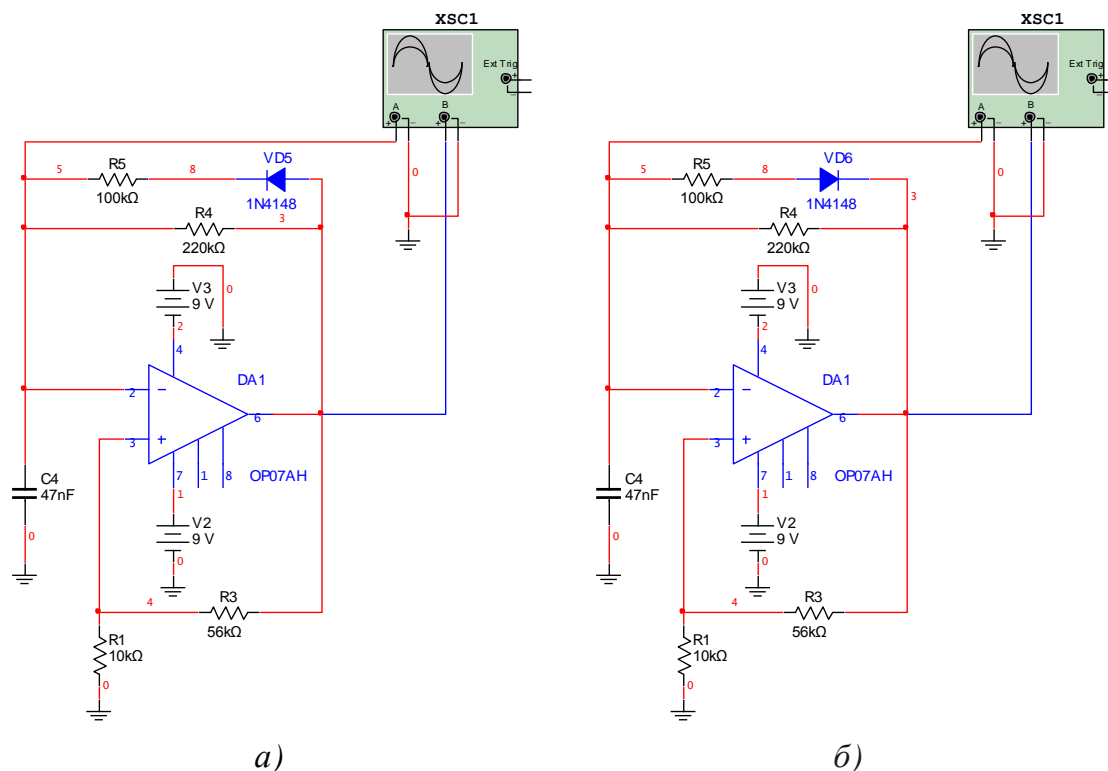 XSC1
Ext Trig
+
−
A
B
+
−
+
−
5
R5
100kΩ
8
VD5
1N4148
3
R4
220kΩ
0
V3
9 V
0
2
4
DA1
2
−
3
+
6
7
1
8
OP07AH
C4
47nF
0
1
V2
9 V
0
4
R3
56kΩ
R1
10kΩ
0
а)
XSC1
Ext Trig
+
−
A
B
+
−
+
−
5
R5
100kΩ
8
VD6
1N4148
3
R4
220kΩ
0
V3
9 V
0
2
4
DA1
2
−
3
+
6
7
1
8
OP07AH
C4
47nF
0
1
V2
9 V
0
4
R3
56kΩ
R1
10kΩ
0
б)